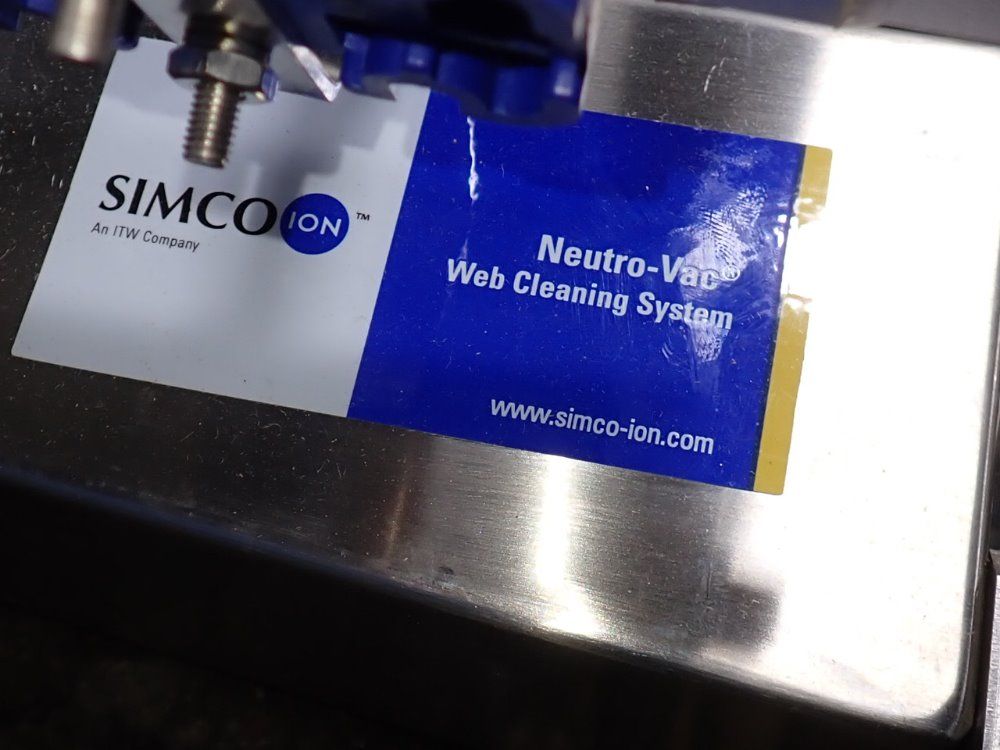 SIMCO ION™
An ITW Company
Neutro-Vac®
Web Cleaning System
www.simco-ion.com